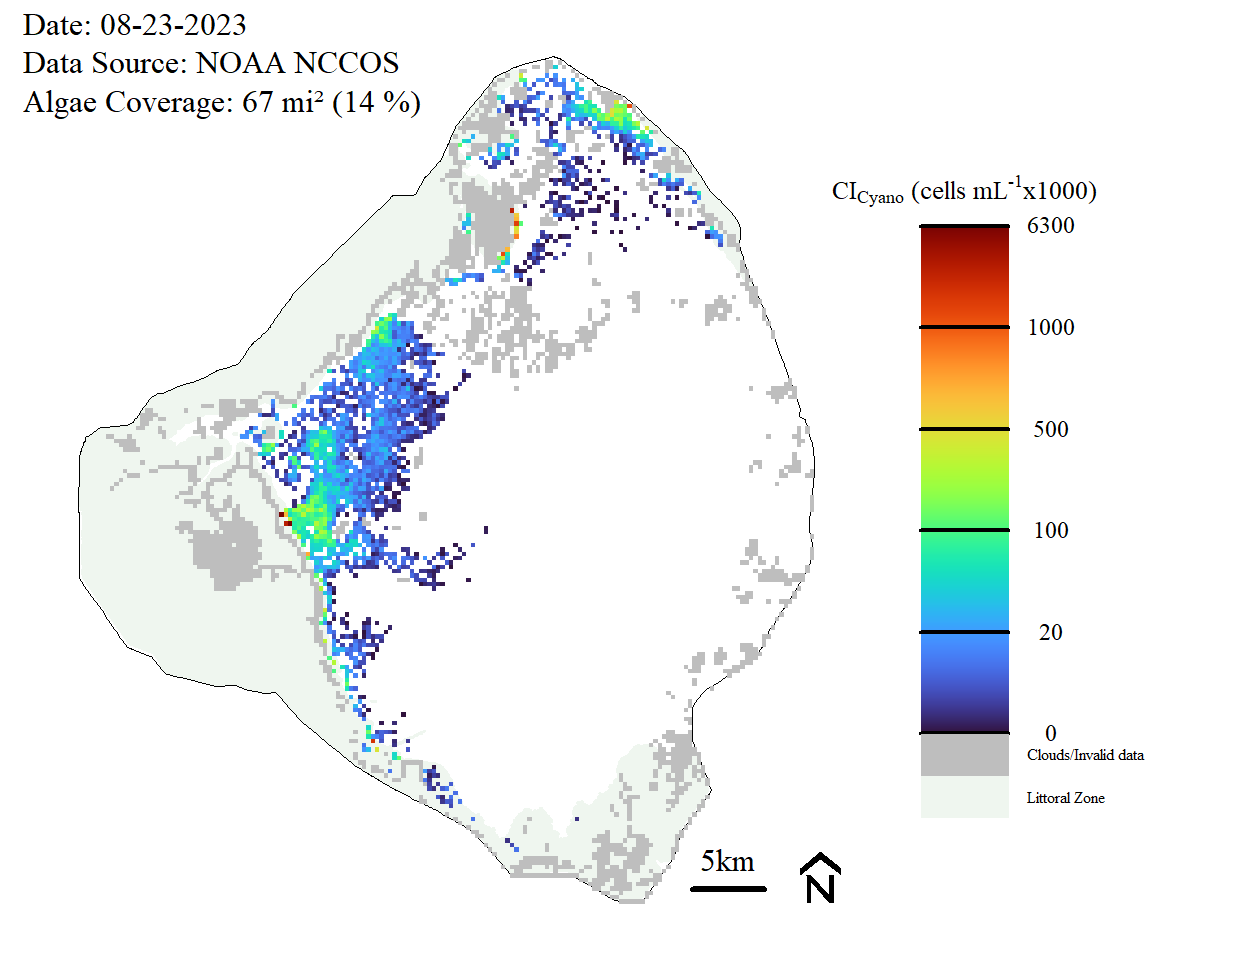 Date: 08-23-2023
Data Source: NOAA NCCOS
Algae Coverage: 67 mi² (14 %)
CICyano (cells mL-1x1000)
6300
1000
500
100
20
0
Clouds/Invalid data
Littoral Zone
5km
N